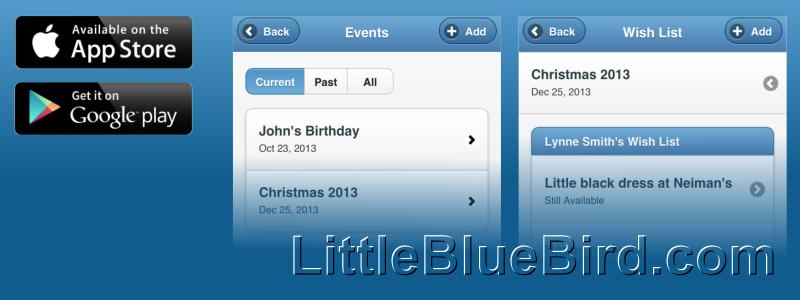 Available on the
App Store
Get it on
Google play
Back
Events
Add
Current
Past
All
John's Birthday
Oct 23, 2013
Christmas 2013
Dec 25, 2013
Back
Wish List
Add
Christmas 2013
Dec 25, 2013
Lynne Smith's Wish List
Little black dress at Neiman's
Still Available
LittleBlueBird.com